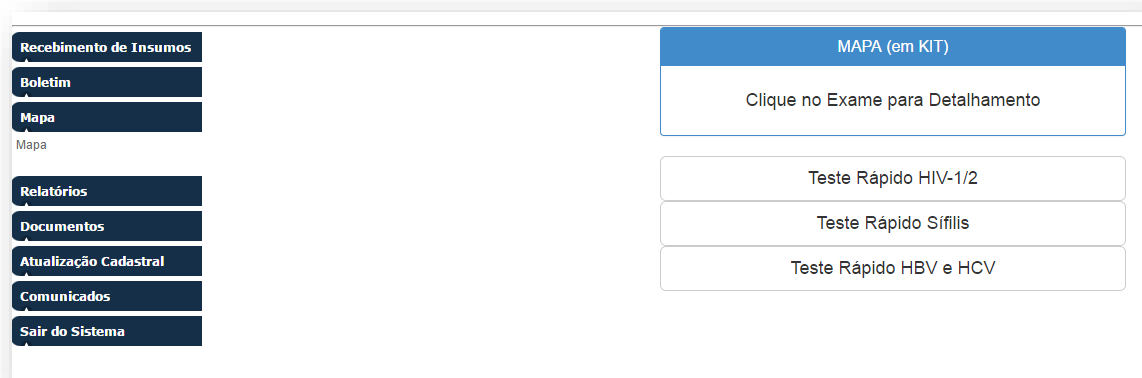 Recebimento de Insumos
Boletim
Mapa
Mapa
Relatórios
Documentos
Atualização Cadastral
Comunicados
Sair do Sistema
MAPA (em KIT)
Clique no Exame para Detalhamento
Teste Rápido HIV-1/2
Teste Rápido Sífilis
Teste Rápido HBV e HCV